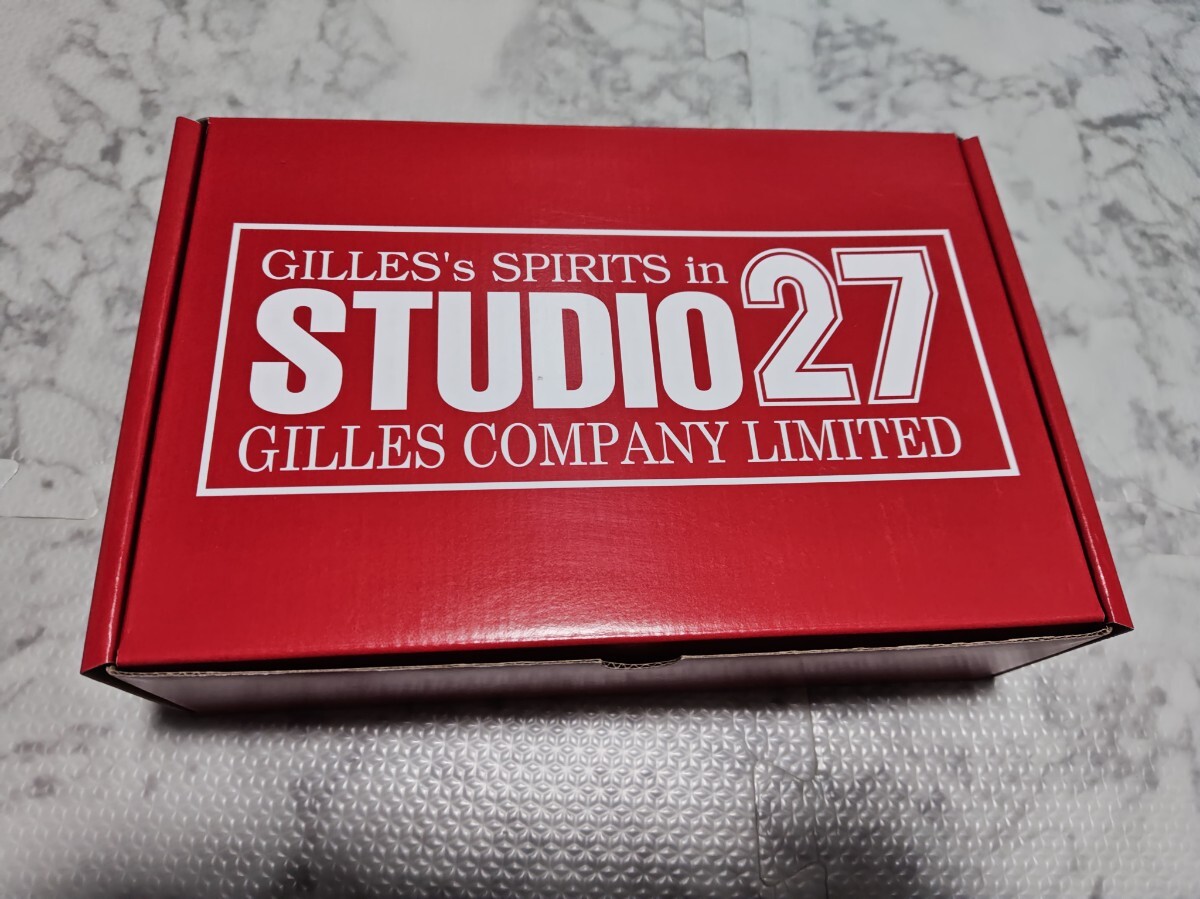 GILLES's SPIRITS in
STUDIO27
GILLES COMPANY LIMITED